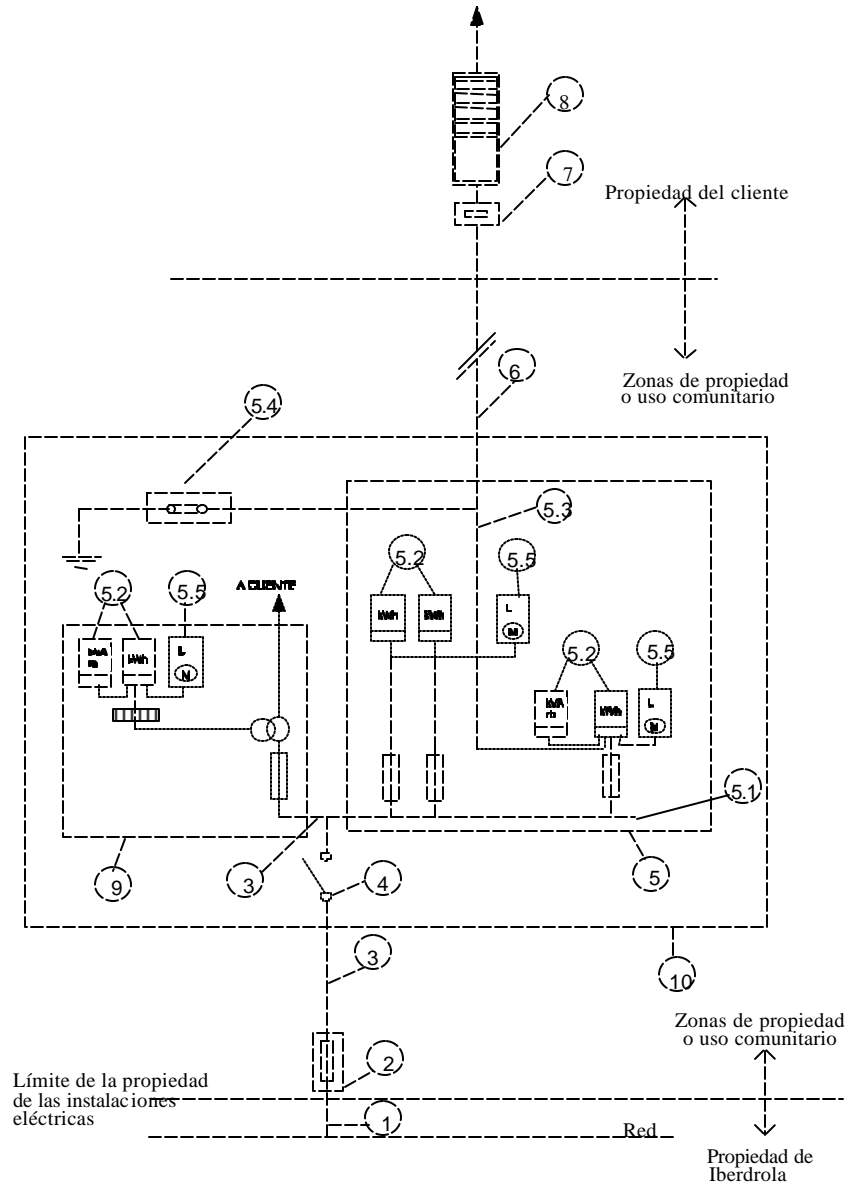 8
7
Propiedad del cliente
Zonas de propiedad
o uso comunitario
6
5.4
5.3
5.2
5.5
5.2
5.5
A CLIENTE
kWh
kWh
L
M
5.2
5.5
kWh
L
kWh
L
M
5.1
3
4
5
9
3
10
Zonas de propiedad
o uso comunitario
2
Límite de la propiedad
de las instalaciones
eléctricas
1
Red
Propiedad de
Iberdrola